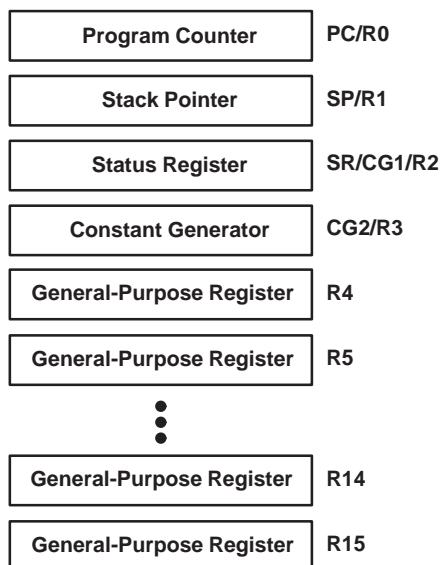 Program Counter PC/R0
Stack Pointer SP/R1
Status Register SR/CG1/R2
Constant Generator CG2/R3
General-Purpose Register R4
General-Purpose Register R5
General-Purpose Register R14
General-Purpose Register R15